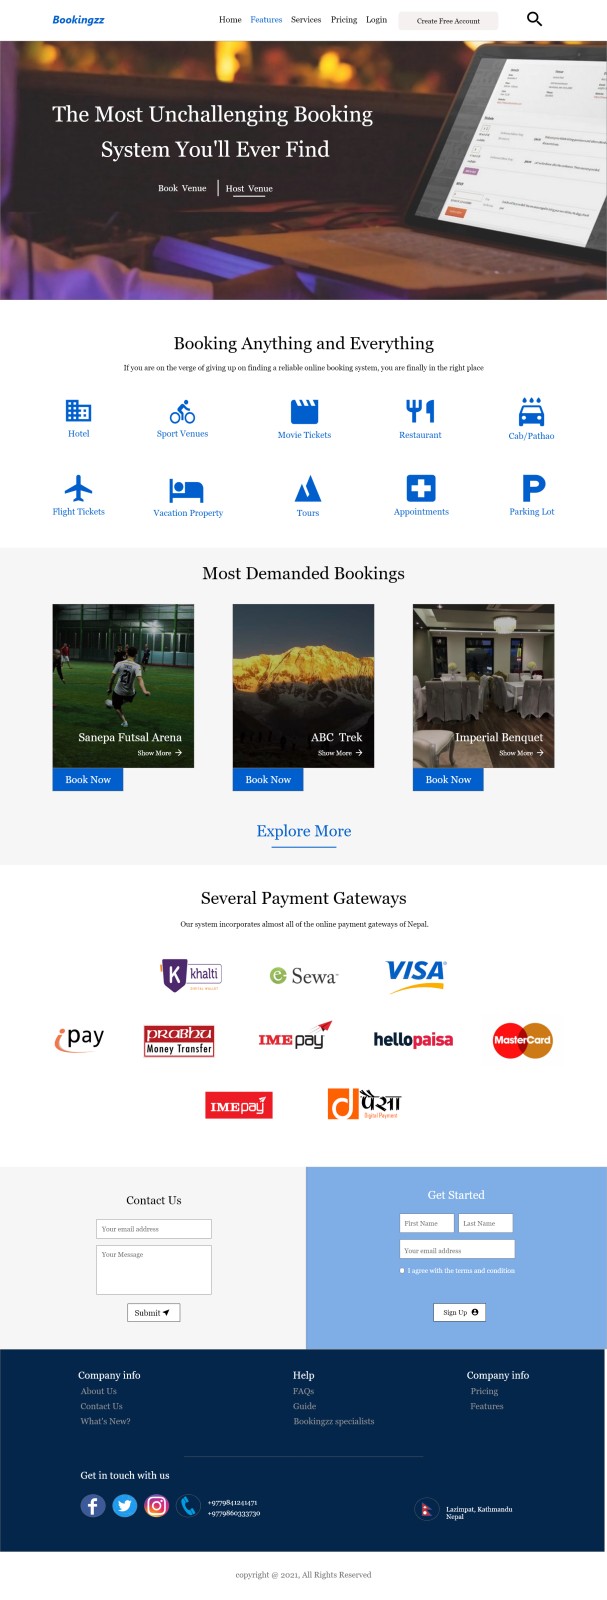 Bookingzz
Home Features Services Pricing Login Create Free Account
The Most Unchallenging Booking
System You'll Ever Find
Book Venue Host Venue
Booking Anything and Everything
If you are on the verge of giving up on finding a reliable online booking system, you are finally in the right place
Hotel Sport Venues Movie Tickets Restaurant Cab/Pathao
Flight Tickets Vacation Property Tours Appointments Parking Lot
Most Demanded Bookings
Sanepa Futsal Arena ABC Trek Imperial Benquet
Show More Show More Show More
Book Now Book Now Book Now
Explore More
Several Payment Gateways
Our system incorporates almost all of the online payment gateways of Nepal.
K khalti e Sewa VISA
DIGITAL WALLET
ipay PRABHU IME pay hellopaisa MasterCard
Money Transfer
IME pay d पैसा
Digital Payment
Contact Us
Your email address
Your Message
Submit
Get Started
First Name Last Name
Your email address
I agree with the terms and condition
Sign Up
Company info Help Company info
About Us FAQs Pricing
Contact Us Guide Features
What's New? Bookingzz specialists
Get in touch with us
+9779841241471
+9779860333730
Lazimpat, Kathmandu
Nepal
copyright @ 2021, All Rights Reserved